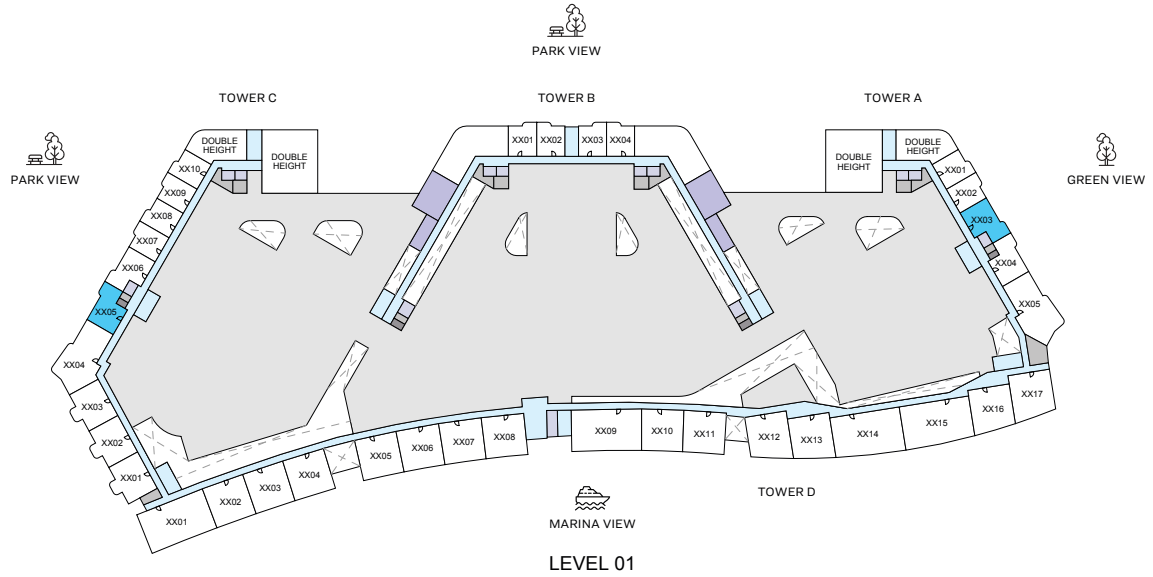 PARK VIEW
TOWER C
TOWER B
TOWER A
PARK VIEW
GREEN VIEW
DOUBLE
HEIGHT
DOUBLE
HEIGHT
XX10
XX09
XX08
XX07
XX06
XX05
XX04
XX03
XX02
XX01
XX01
XX02
XX03
XX04
DOUBLE
HEIGHT
DOUBLE
HEIGHT
XX01
XX02
XX03
XX04
XX05
XX01
XX02
XX03
XX04
XX05
XX06
XX07
XX08
XX09
XX10
XX11
XX12
XX13
XX14
XX15
XX16
XX17
TOWER D
MARINA VIEW
LEVEL 01